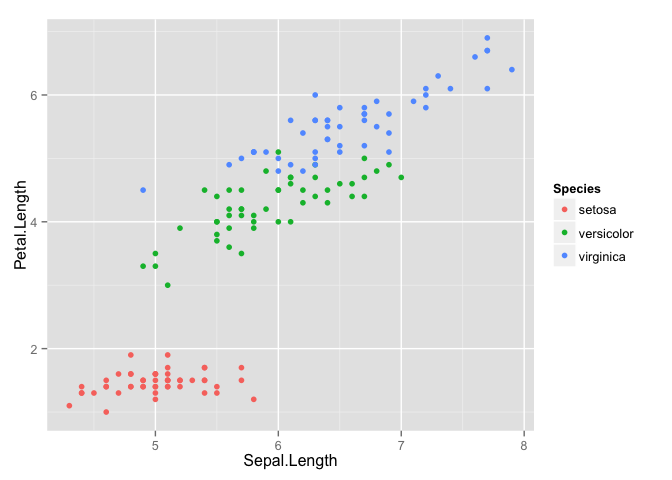 Petal.Length
6
4
2
5
6
7
8
Sepal.Length
Species
setosa
versicolor
virginica